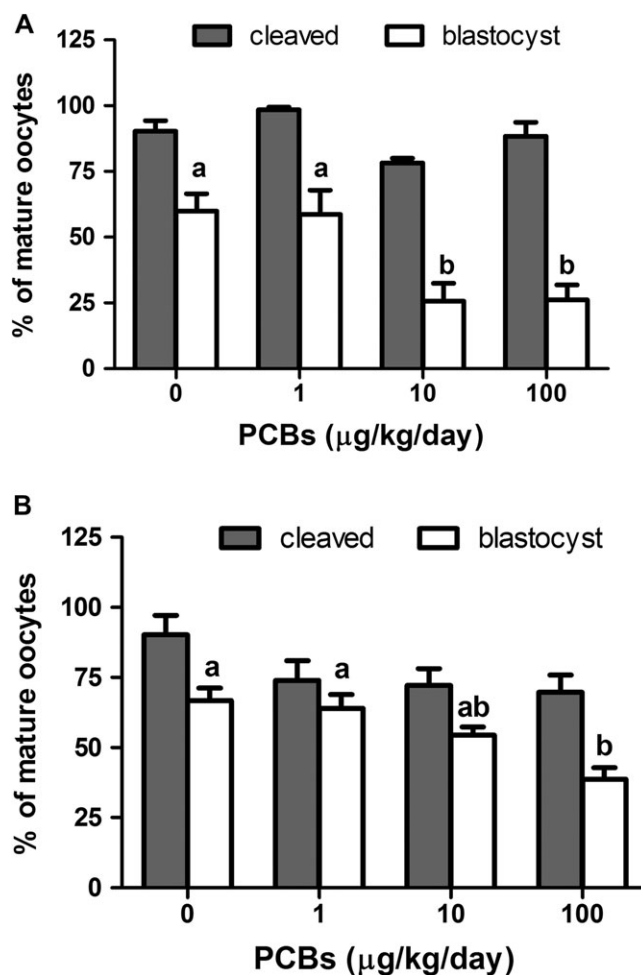 A
125
cleaved
blastocyst
100
75
50
25
0
% of mature oocytes
a
a
b
b
0
1
10
100
PCBs (μg/kg/day)
B
125
cleaved
blastocyst
100
75
50
25
0
% of mature oocytes
a
a
ab
b
0
1
10
100
PCBs (μg/kg/day)